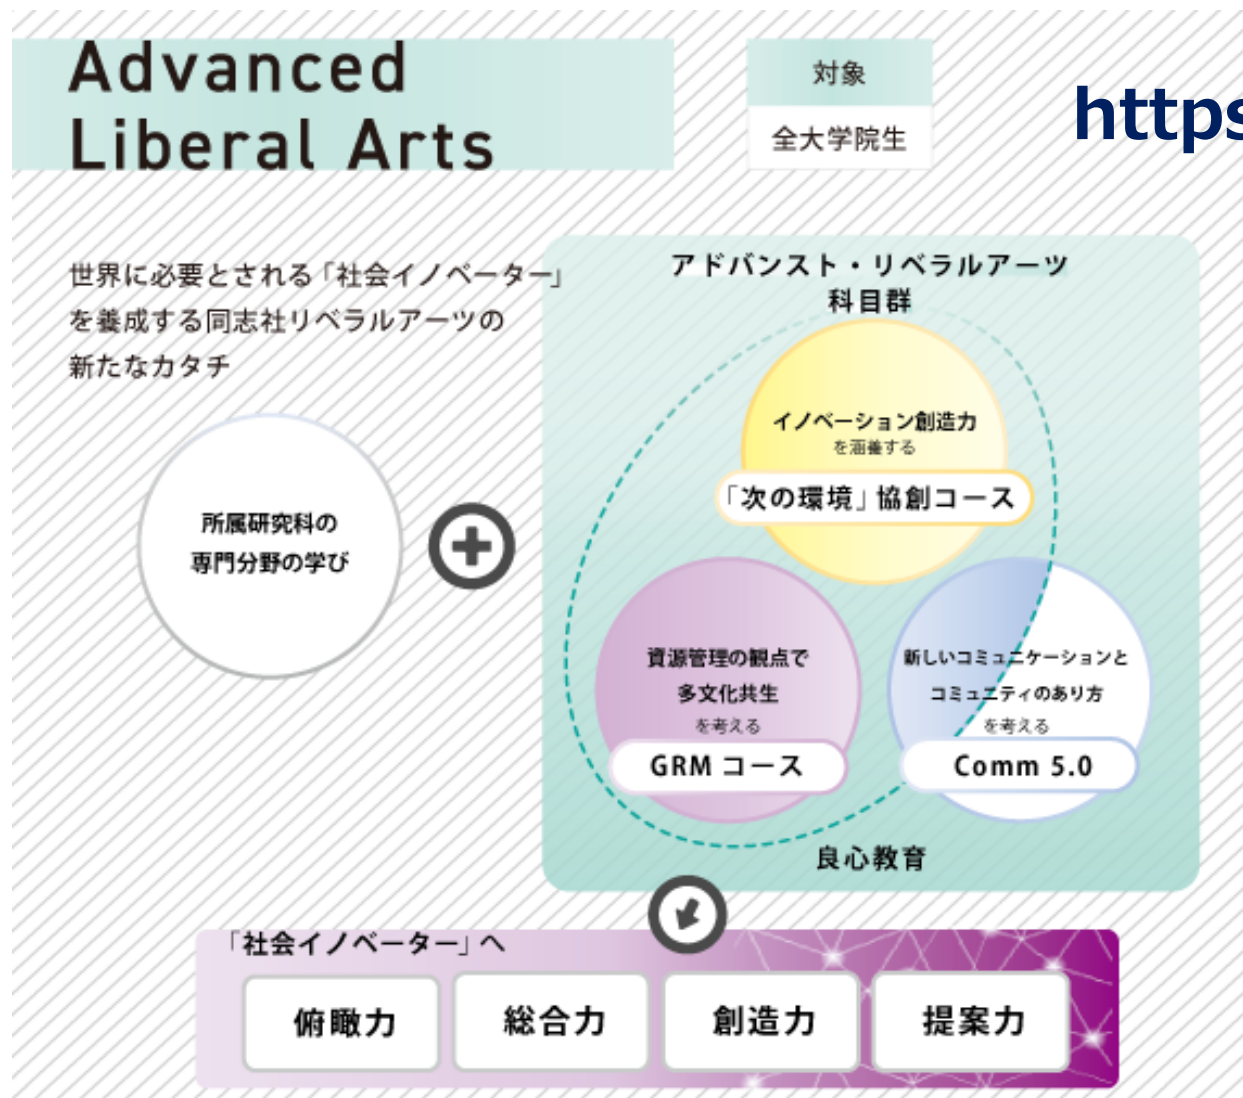 Advanced
Liberal Arts
対象
全大学院生
https
世界に必要とされる「社会イノベーター」
を養成する同志社リベラルアーツの
新たなカタチ
アドバンスト・リベラルアーツ
科目群
イノベーション創造力
を涵養する
「次の環境」協創コース
所属研究科の
専門分野の学び
資源管理の観点で
多文化共生
を考える
GRM コース
新しいコミュニケーションと
コミュニティのあり方
を考える
Comm 5.0
良心教育
「社会イノベーター」へ
俯瞰力
総合力
創造力
提案力